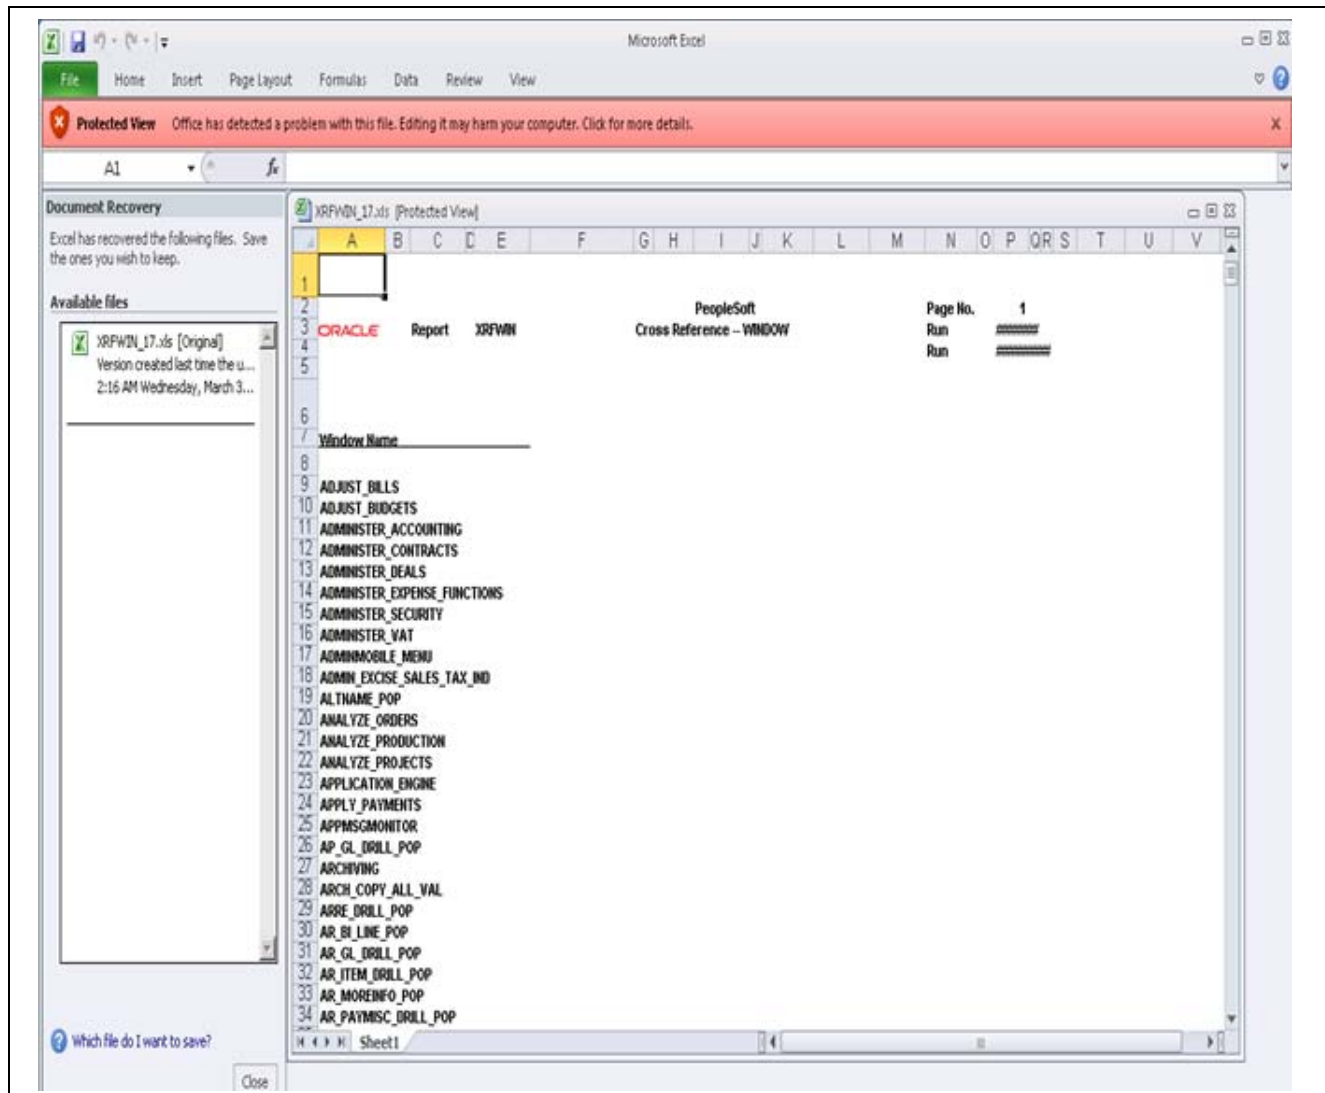 Microsoft Excel
File Home Insert Page Layout Formulas Data Review View
Protected View Office has detected a problem with this file. Editing it may harm your computer. Click for more details. X
A1 fx
Document Recovery
Excel has recovered the following files. Save
the ones you wish to keep.
Available files
XRFWIN_17.xls [Original]
Version created last time the u...
2:16 AM Wednesday, March 3...
Which file do I want to save?
Close
XRFWIN_17.xls [Protected View]
A B C D E F G H I J K L M N O P Q R S T U V
1
2 PeopleSoft Page No. 1
3 ORACLE Report XRFWIN Cross Reference -- WINDOW Run #######
4 Run #########
5
6
7 Window Name
8
9 ADJUST_BILLS
10 ADJUST_BUDGETS
11 ADMINISTER_ACCOUNTING
12 ADMINISTER_CONTRACTS
13 ADMINISTER_DEALS
14 ADMINISTER_EXPENSE_FUNCTIONS
15 ADMINISTER_SECURITY
16 ADMINISTER_VAT
17 ADMINMOBILE_MENU
18 ADMIN_EXCISE_SALES_TAX_IND
19 ALTNAME_POP
20 ANALYZE_ORDERS
21 ANALYZE_PRODUCTION
22 ANALYZE_PROJECTS
23 APPLICATION_ENGINE
24 APPLY_PAYMENTS
25 APPMSGMONITOR
26 AP_GL_DRILL_POP
27 ARCHIVING
28 ARCH_COPY_ALL_VAL
29 ARRE_DRILL_POP
30 AR_BI_LINE_POP
31 AR_GL_DRILL_POP
32 AR_ITEM_DRILL_POP
33 AR_MOREINFO_POP
34 AR_PAYMISC_DRILL_POP
Sheet1